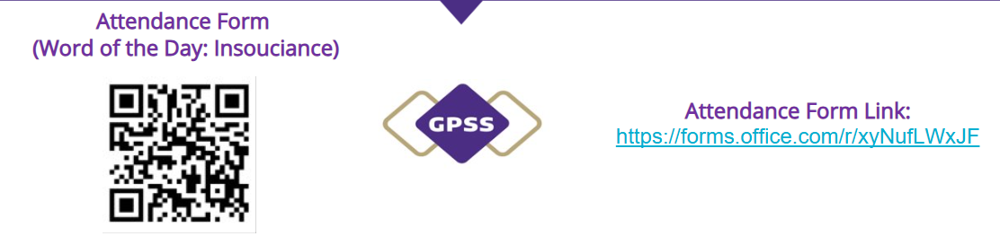 Attendance Form
(Word of the Day: Insouciance)
GPSS
Attendance Form Link:
https://forms.office.com/r/xyNufLWxJF